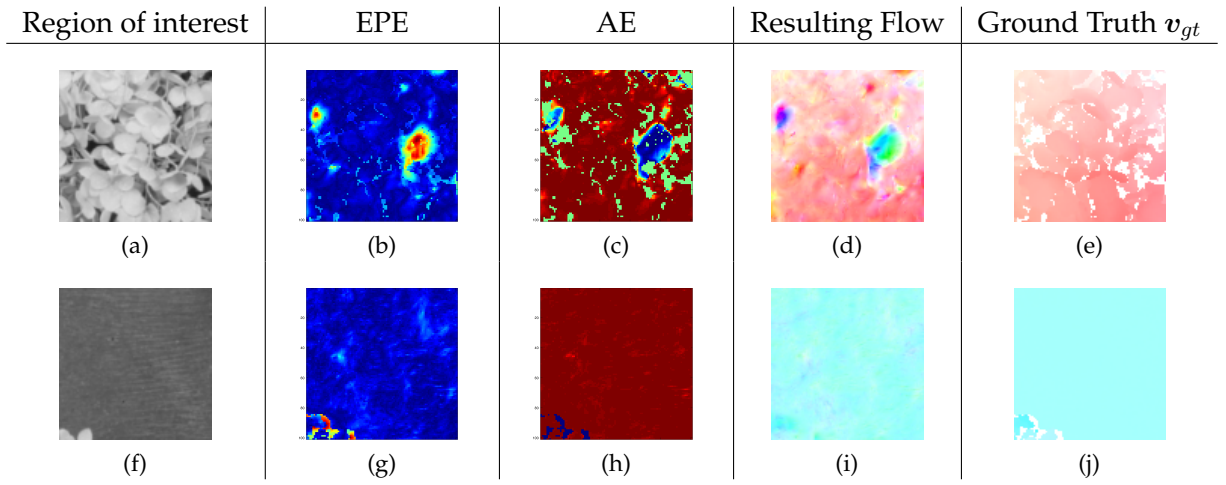 Region of interest EPE AE Resulting Flow Ground Truth v_gt
(a) (b) (c) (d) (e)
(f) (g) (h) (i) (j)